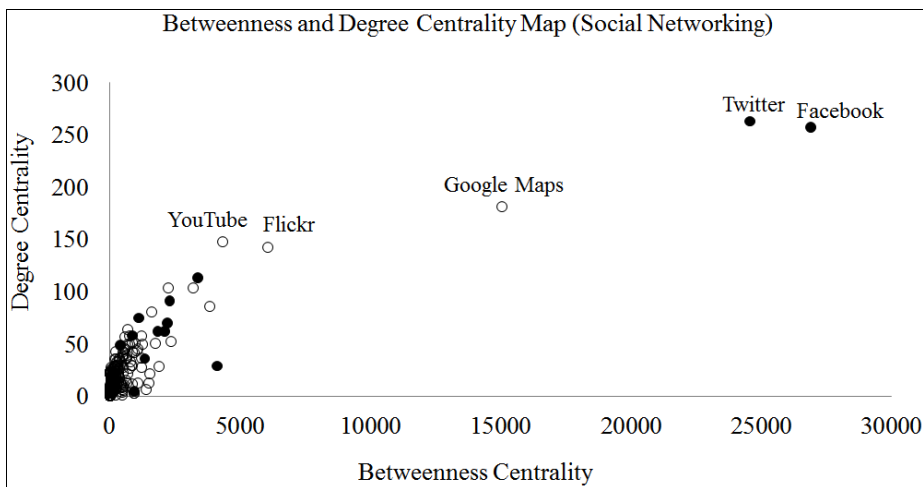 Betweenness and Degree Centrality Map (Social Networking)
300
250
200
150
100
50
0
Degree Centrality
Twitter
Facebook
Google Maps
YouTube
Flickr
0
5000
10000
15000
20000
25000
30000
Betweenness Centrality